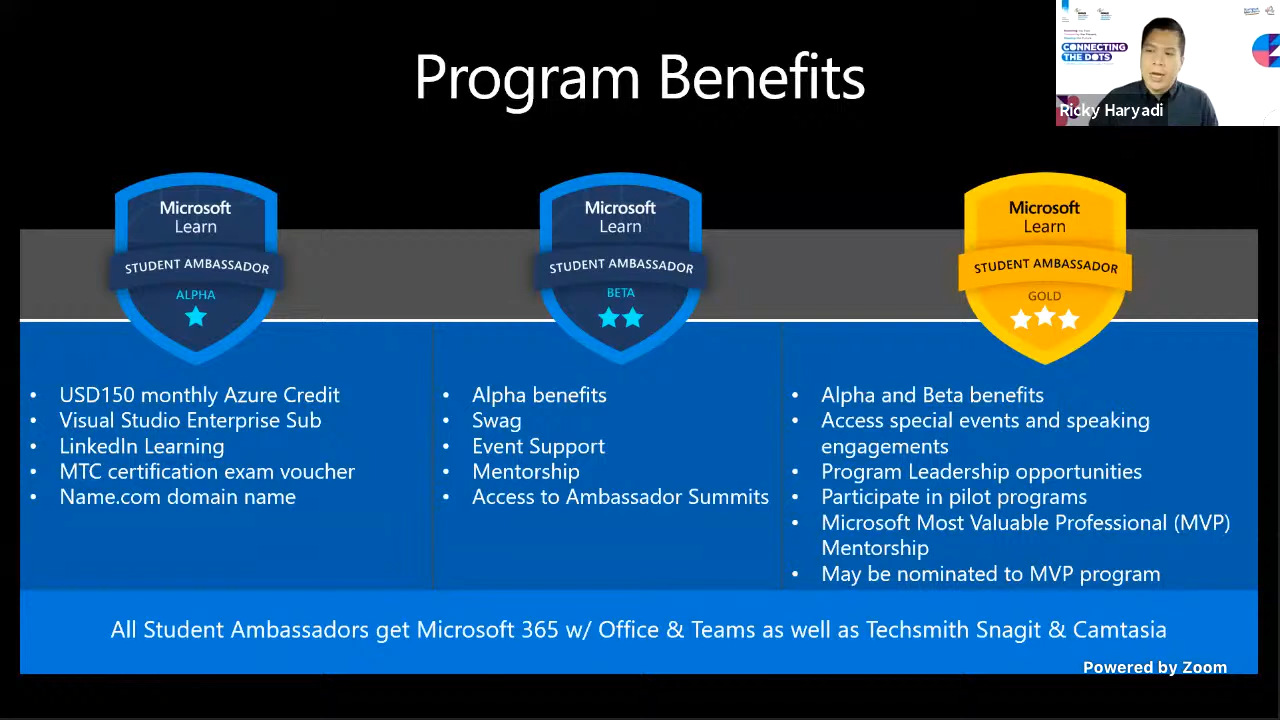 Program Benefits
CONNECTING
THE DOTS
Ricky Haryadi
Microsoft
Learn
STUDENT AMBASSADOR
ALPHA
Microsoft
Learn
STUDENT AMBASSADOR
BETA
Microsoft
Learn
STUDENT AMBASSADOR
GOLD
• USD150 monthly Azure Credit
• Visual Studio Enterprise Sub
• LinkedIn Learning
• MTC certification exam voucher
• Name.com domain name
• Alpha benefits
• Swag
• Event Support
• Mentorship
• Access to Ambassador Summits
• Alpha and Beta benefits
• Access special events and speaking
engagements
• Program Leadership opportunities
• Participate in pilot programs
• Microsoft Most Valuable Professional (MVP)
Mentorship
• May be nominated to MVP program
All Student Ambassadors get Microsoft 365 w/ Office & Teams as well as Techsmith Snagit & Camtasia
Powered by Zoom